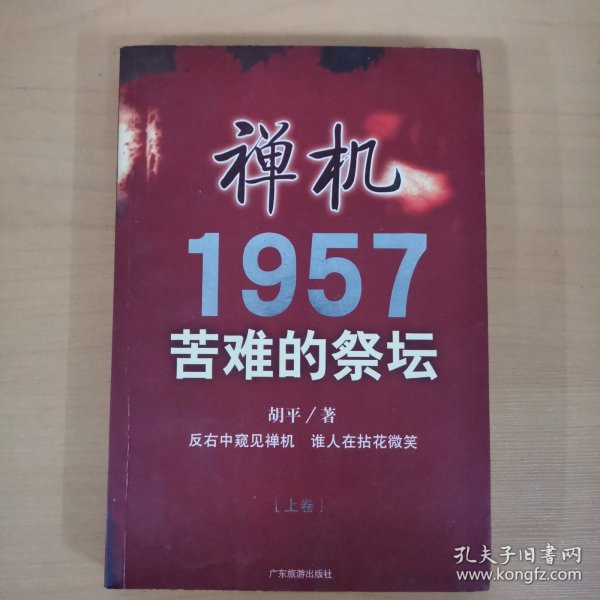 禅机
1957
苦难的祭坛
胡平/著
反右中窥见禅机 谁人在拈花微笑
[上卷]
广东旅游出版社
孔夫子旧书网
www.kongfz.com